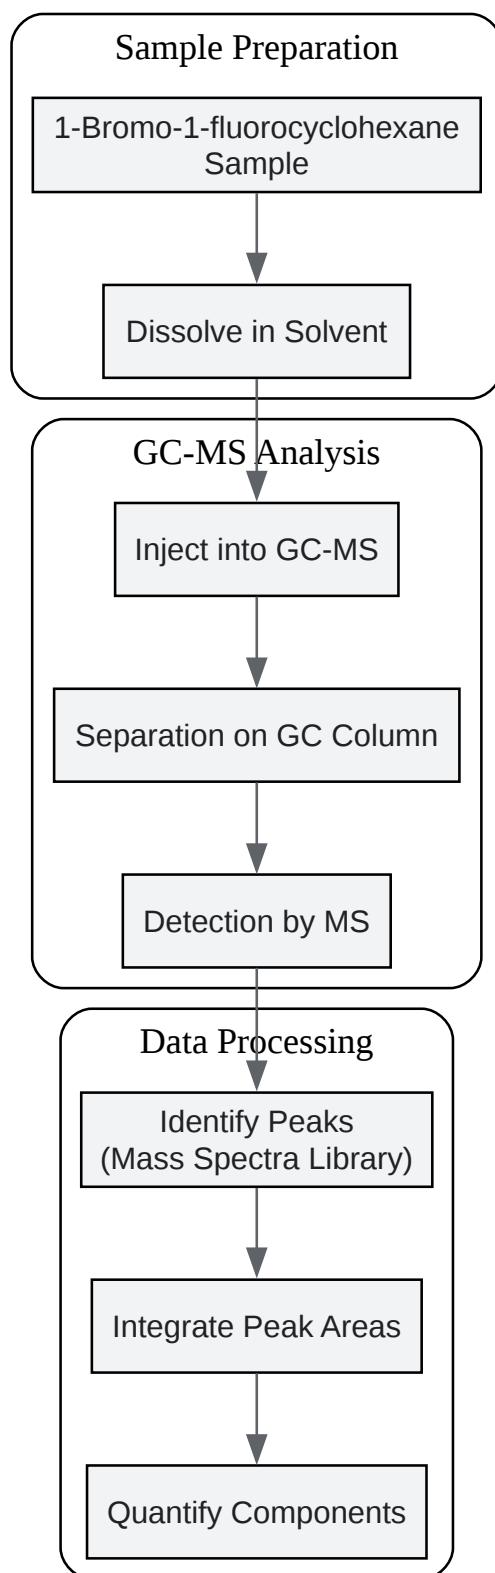 Sample Preparation
1-Bromo-1-fluorocyclohexane
Sample
Dissolve in Solvent
GC-MS Analysis
Inject into GC-MS
Separation on GC Column
Detection by MS
Data Processing
Identify Peaks
(Mass Spectra Library)
Integrate Peak Areas
Quantify Components